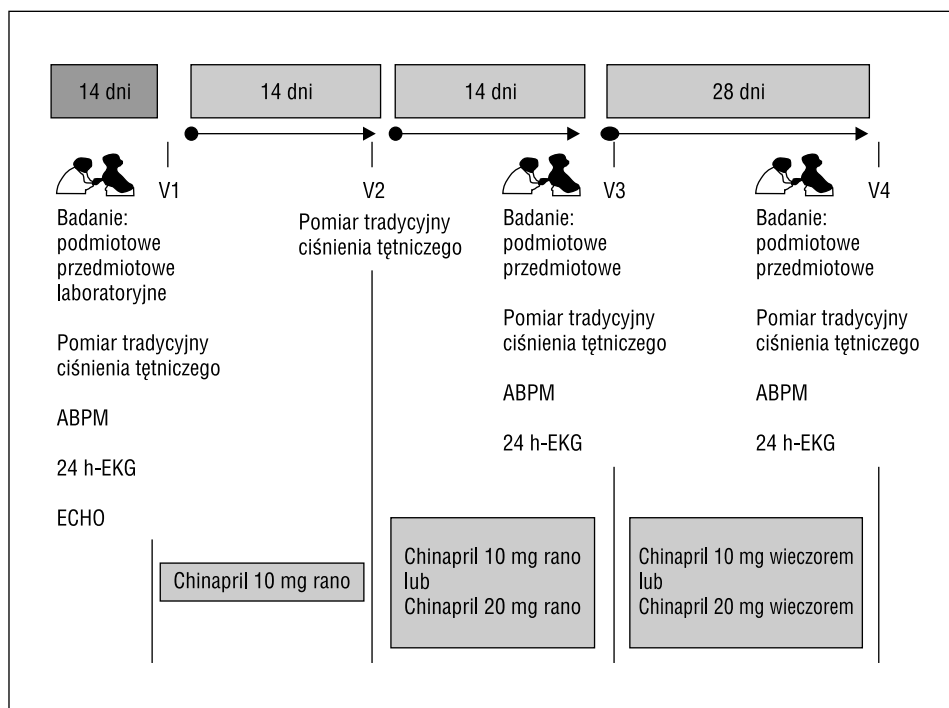 14 dni
14 dni
14 dni
28 dni
V1
V2
V3
V4
Badanie:
podmiotowe
przedmiotowe
laboratoryjne
Pomiar tradycyjny
ciśnienia tętniczego
ABPM
24 h-EKG
ECHO
Pomiar tradycyjny
ciśnienia tętniczego
Badanie:
podmiotowe
przedmiotowe
Pomiar tradycyjny
ciśnienia tętniczego
ABPM
24 h-EKG
Badanie:
podmiotowe
przedmiotowe
Pomiar tradycyjny
ciśnienia tętniczego
ABPM
24 h-EKG
Chinapril 10 mg rano
Chinapril 10 mg rano
lub
Chinapril 20 mg rano
Chinapril 10 mg wieczorem
lub
Chinapril 20 mg wieczorem